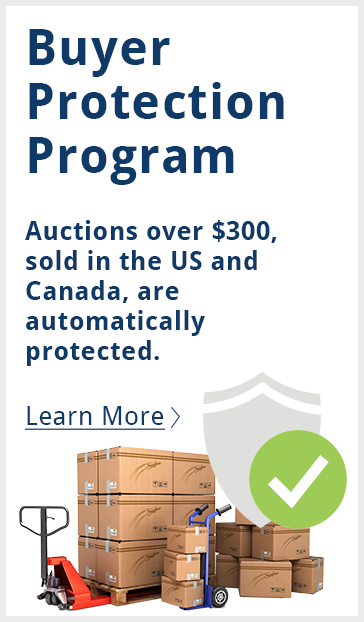 Buyer
Protection
Program
Auctions over $300,
sold in the US and
Canada, are
automatically
protected.
Learn More